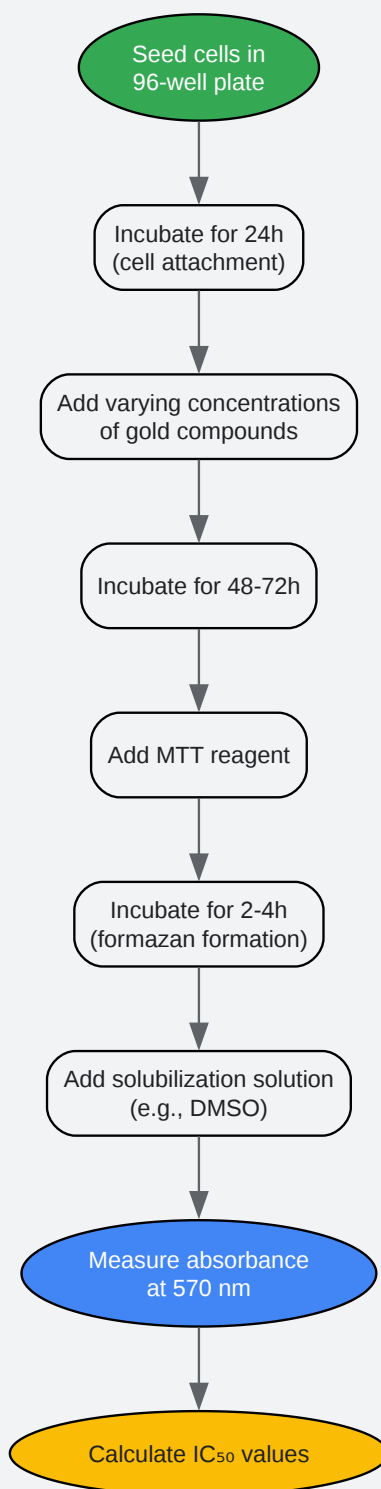 Seed cells in
96-well plate
Incubate for 24h
(cell attachment)
Add varying concentrations
of gold compounds
Incubate for 48-72h
Add MTT reagent
Incubate for 2-4h
(formazan formation)
Add solubilization solution
(e.g., DMSO)
Measure absorbance
at 570 nm
Calculate IC₅₀ values